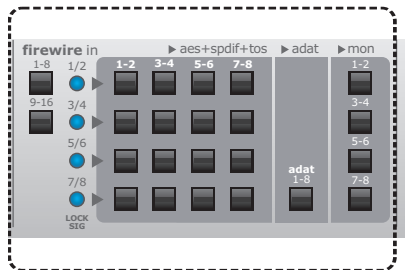 firewire in ▶ aes+spdif+tos ▶ adat ▶ mon
1-8 1/2 1-2 3-4 5-6 7-8 1-2
9-16 3/4 3-4
5/6 5-6
adat
7/8 1-8 7-8
LOCK
SIG